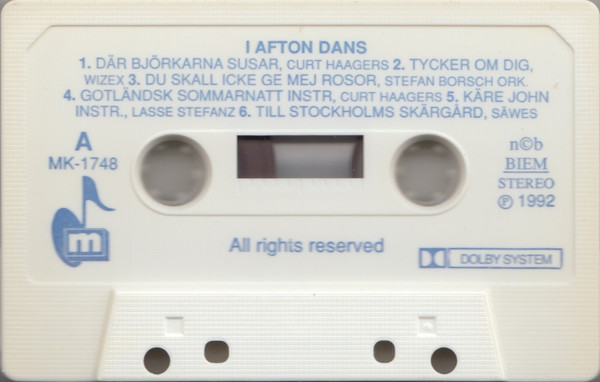 I AFTON DANS
1. DÄR BJÖRKARNA SUSAR, CURT HAAGERS 2. TYCKER OM DIG,
WIZEX 3. DU SKALL ICKE GE MEJ ROSOR, STEFAN BORSCH ORK.
4. GOTLÄNDSK SOMMARNATT INSTR, CURT HAAGERS 5. KÄRE JOHN
INSTR., LASSE STEFANZ 6. TILL STOCKHOLMS SKÄRGÅRD, SÄWES
A
MK-1748
n©b
BIEM
STEREO
℗ 1992
m
All rights reserved
DOLBY SYSTEM